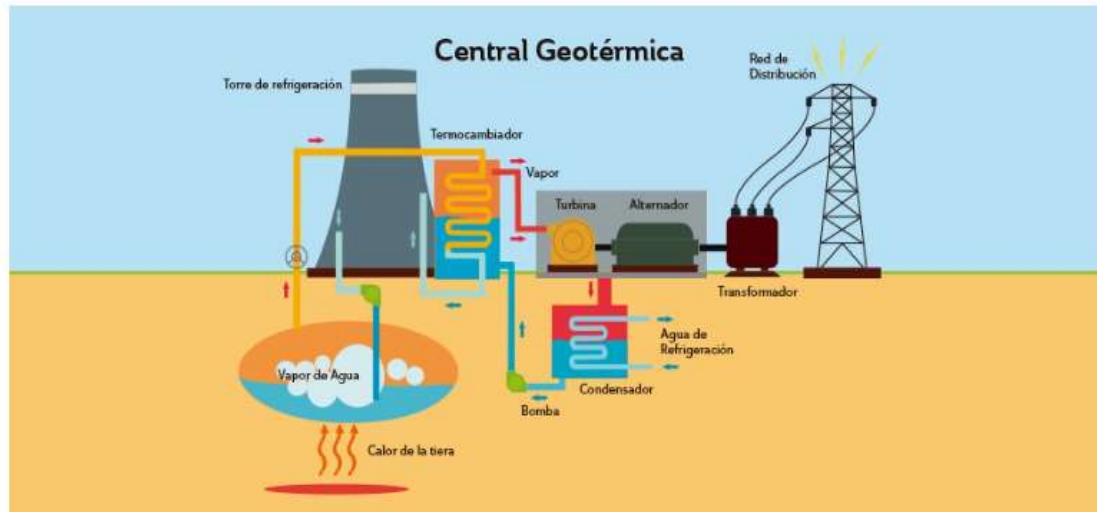 Central Geotérmica
Red de
Distribución
Torre de refrigeración
Termocambiador
Vapor
Turbina
Alternador
Transformador
Agua de
Refrigeración
Vapor de Agua
Condensador
Bomba
Calor de la tiera